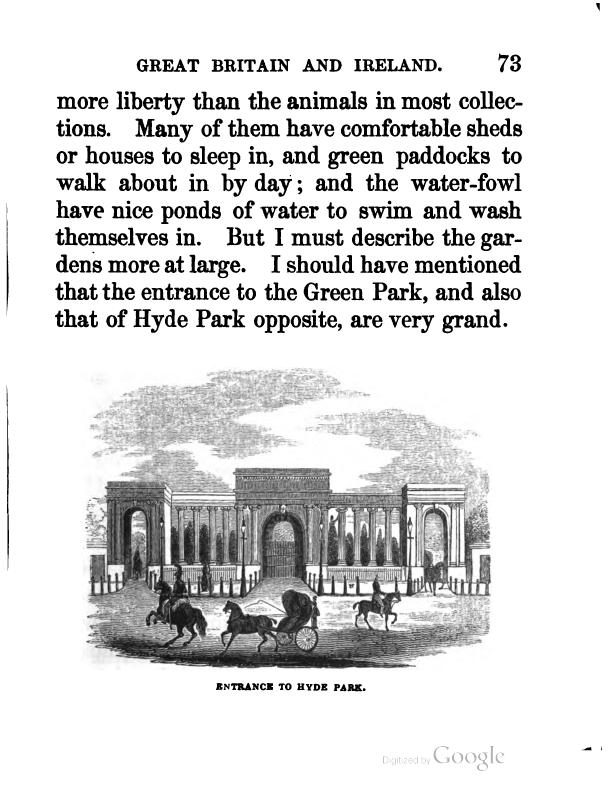 GREAT BRITAIN AND IRELAND. 73
more liberty than the animals in most collec-
tions. Many of them have comfortable sheds
or houses to sleep in, and green paddocks to
walk about in by day; and the water-fowl
have nice ponds of water to swim and wash
themselves in. But I must describe the gar-
dens more at large. I should have mentioned
that the entrance to the Green Park, and also
that of Hyde Park opposite, are very grand.
ENTRANCE TO HYDE PARK.
Digitized by Google